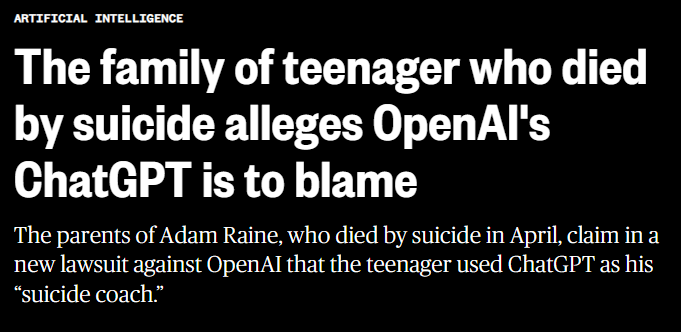 ARTIFICIAL INTELLIGENCE
The family of teenager who died
by suicide alleges OpenAI's
ChatGPT is to blame
The parents of Adam Raine, who died by suicide in April, claim in a
new lawsuit against OpenAI that the teenager used ChatGPT as his
“suicide coach.”